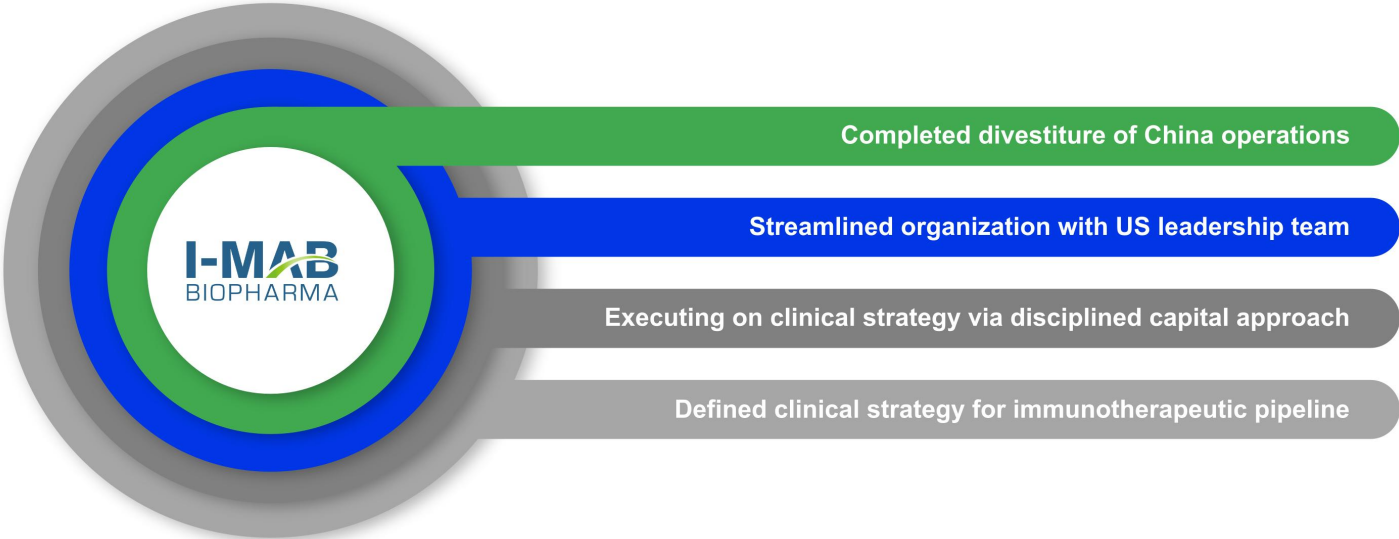 I-MAB
BIOPHARMA
Completed divestiture of China operations
Streamlined organization with US leadership team
Executing on clinical strategy via disciplined capital approach
Defined clinical strategy for immunotherapeutic pipeline